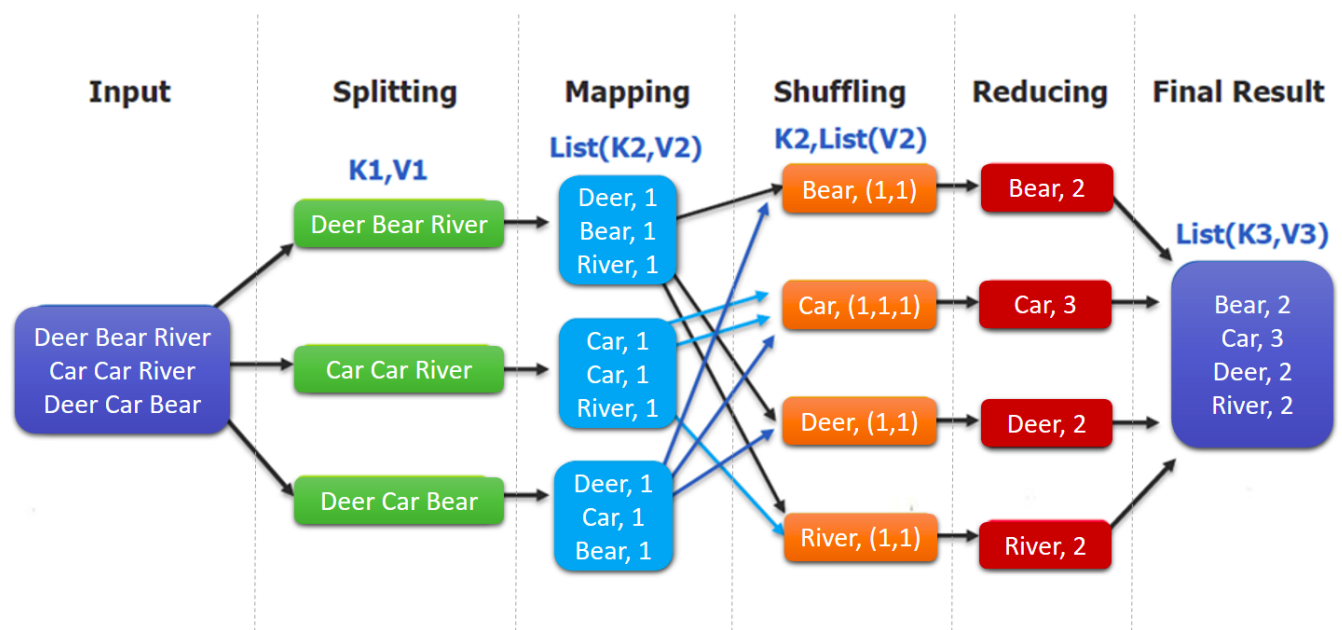 Input
Splitting
Mapping
Shuffling
Reducing
Final Result
K1,V1
List(K2,V2)
K2,List(V2)
List(K3,V3)
Deer Bear River
Car Car River
Deer Car Bear
Deer Bear River
Car Car River
Deer Car Bear
Deer, 1
Bear, 1
River, 1
Car, 1
Car, 1
River, 1
Deer, 1
Car, 1
Bear, 1
Bear, (1,1)
Car, (1,1,1)
Deer, (1,1)
River, (1,1)
Bear, 2
Car, 3
Deer, 2
River, 2
Bear, 2
Car, 3
Deer, 2
River, 2